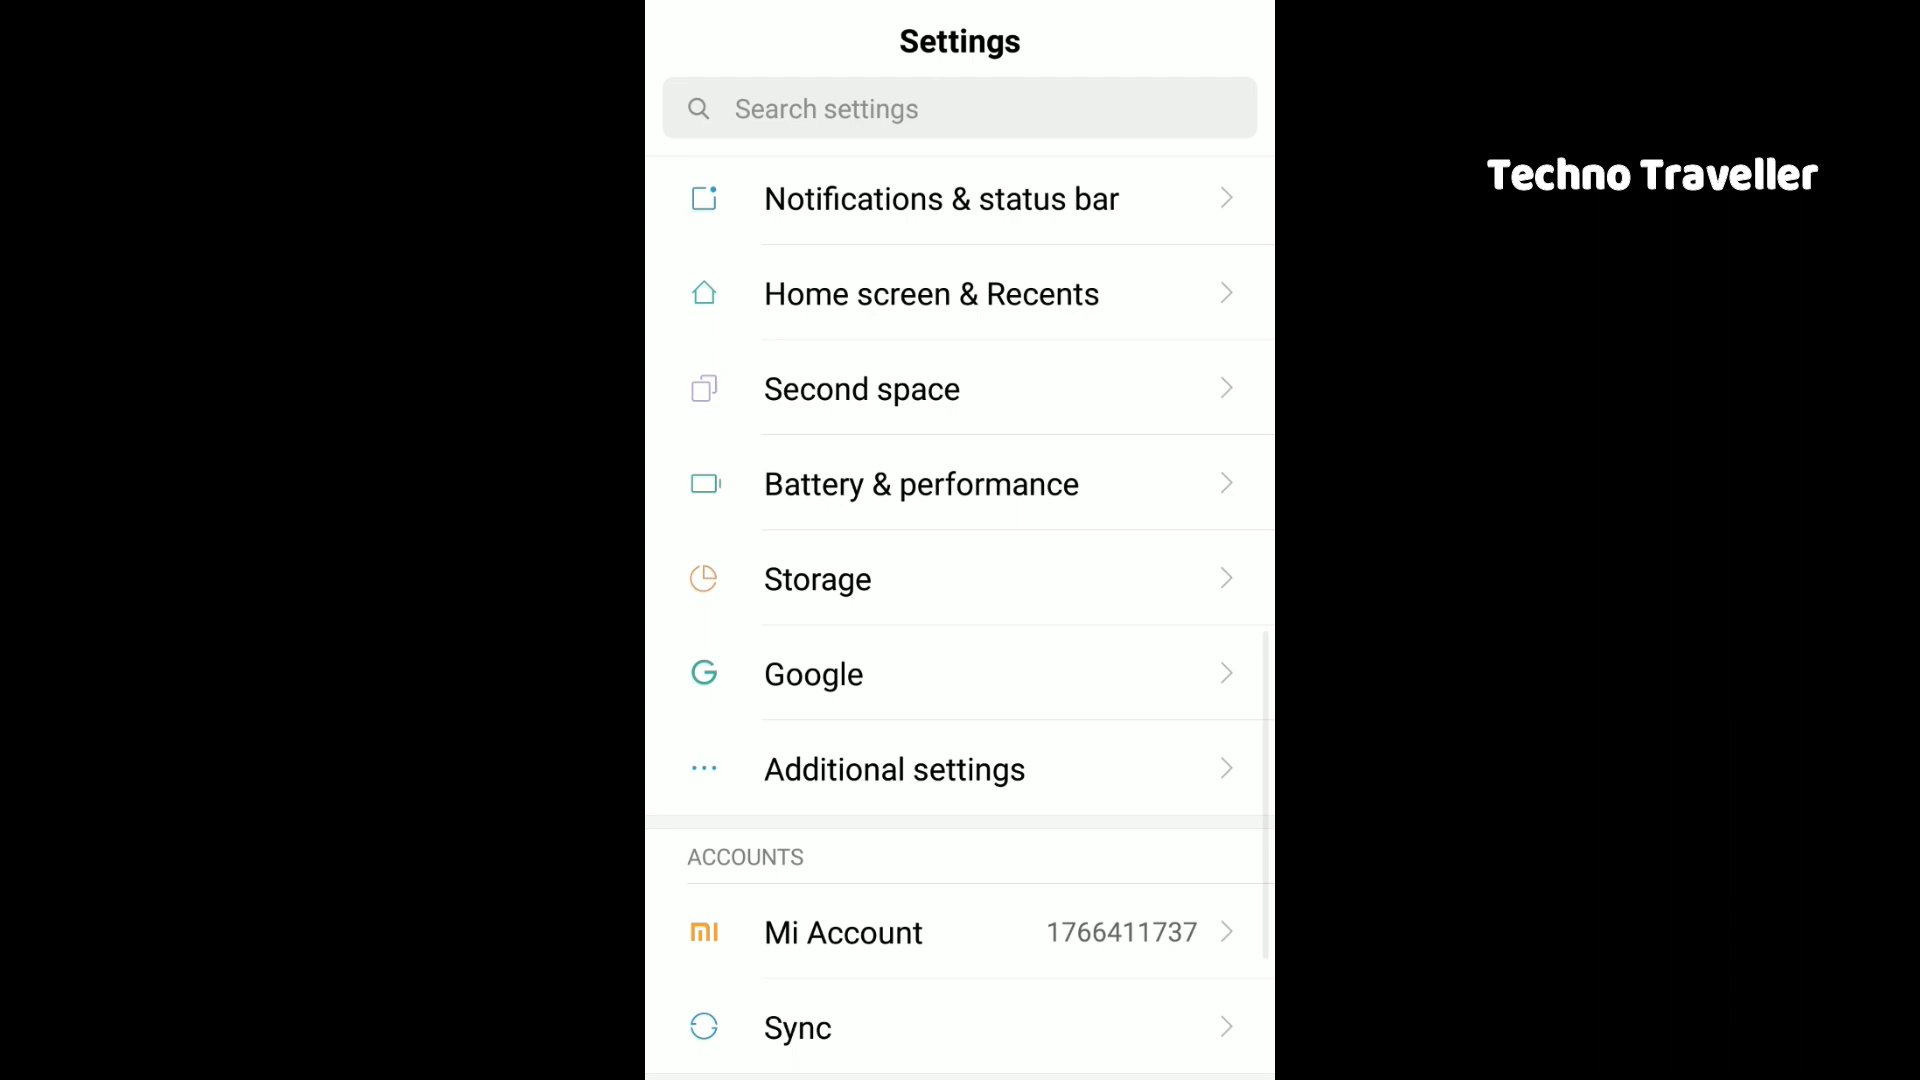 Settings
Search settings
Techno Traveller
Notifications & status bar
Home screen & Recents
Second space
Battery & performance
Storage
Google
Additional settings
ACCOUNTS
Mi Account 1766411737
Sync